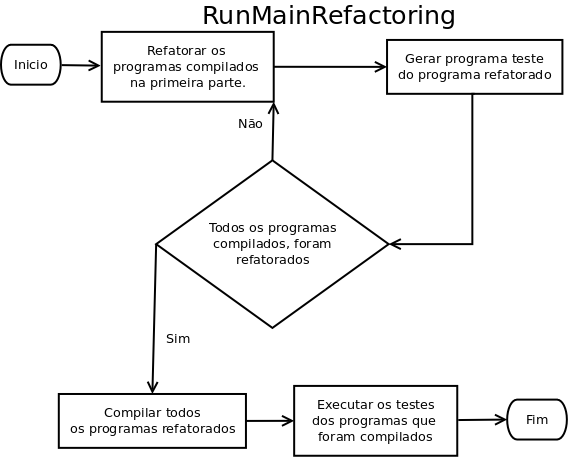 RunMainRefactoring
Inicio
Refatorar os
programas compilados
na primeira parte.
Gerar programa teste
do programa refatorado
Não
Todos os programas
compilados, foram
refatorados
Sim
Compilar todos
os programas refatorados
Executar os testes
dos programas que
foram compilados
Fim